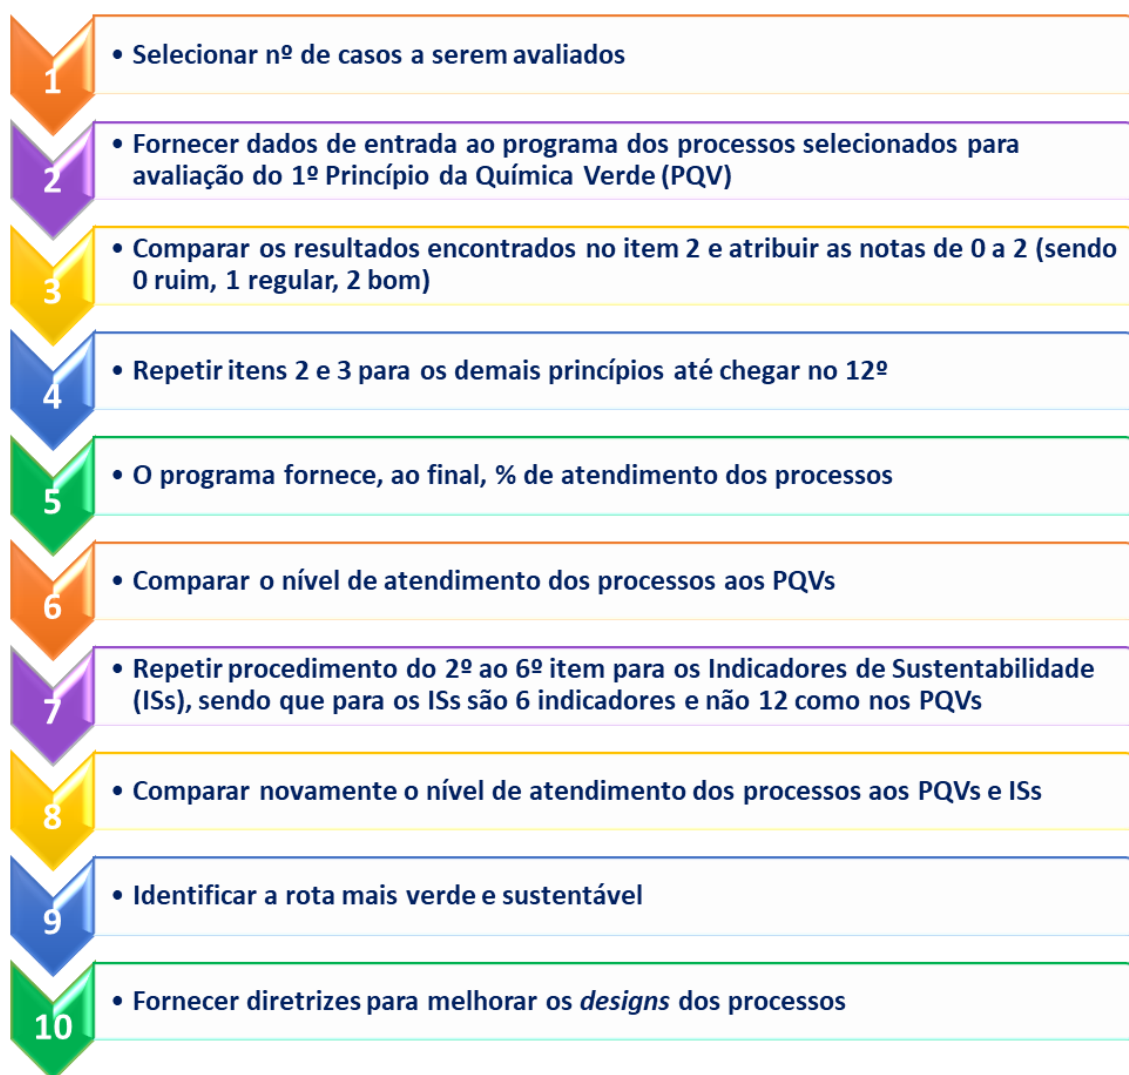 1
• Selecionar nº de casos a serem avaliados
2
• Fornecer dados de entrada ao programa dos processos selecionados para
avaliação do 1º Princípio da Química Verde (PQV)
3
• Comparar os resultados encontrados no item 2 e atribuir as notas de 0 a 2 (sendo
0 ruim, 1 regular, 2 bom)
4
• Repetir itens 2 e 3 para os demais princípios até chegar no 12º
5
• O programa fornece, ao final, % de atendimento dos processos
6
• Comparar o nível de atendimento dos processos aos PQVs
7
• Repetir procedimento do 2º ao 6º item para os Indicadores de Sustentabilidade
(ISs), sendo que para os ISs são 6 indicadores e não 12 como nos PQVs
8
• Comparar novamente o nível de atendimento dos processos aos PQVs e ISs
9
• Identificar a rota mais verde e sustentável
10
• Fornecer diretrizes para melhorar os designs dos processos